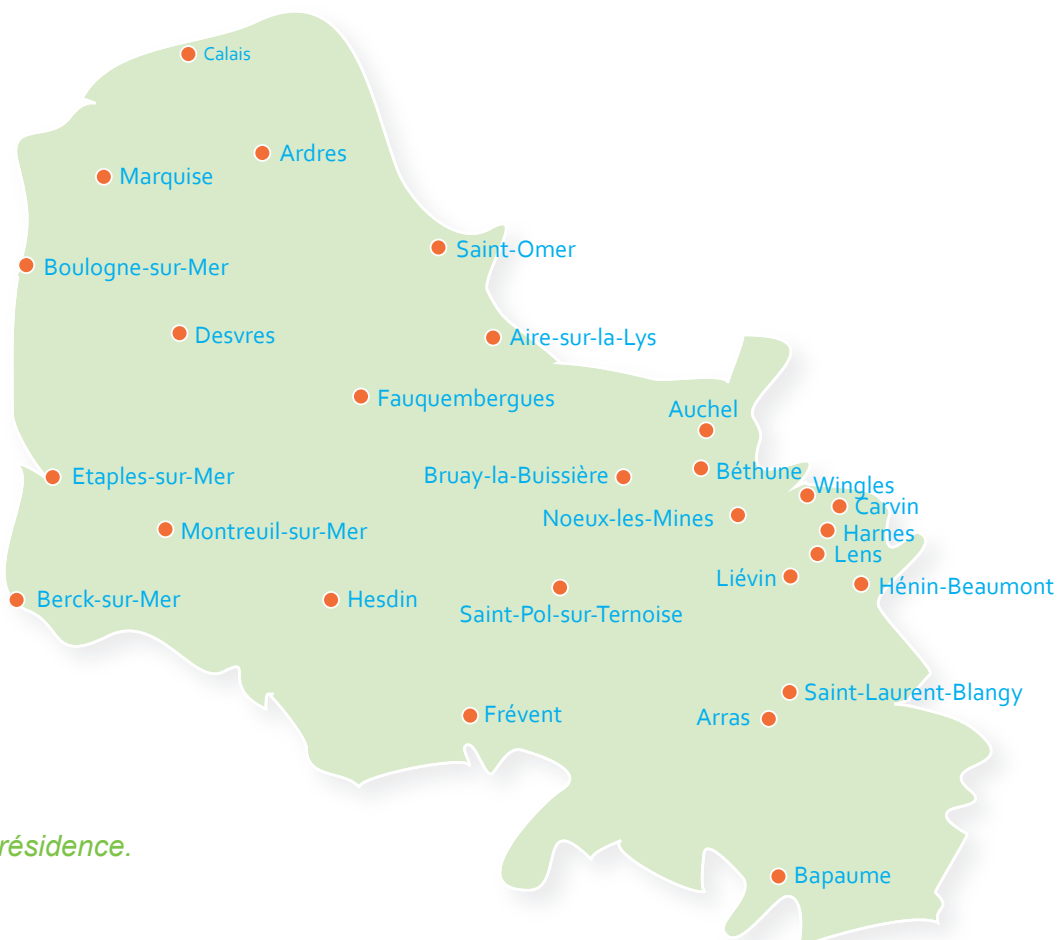 Calais
Ardres
Marquise
Saint-Omer
Boulogne-sur-Mer
Desvres
Aire-sur-la-Lys
Fauquembergues
Auchel
Etaples-sur-Mer
Bruay-la-Buissière
Béthune
Wingles
Carvin
Noeux-les-Mines
Montreuil-sur-Mer
Harnes
Lens
Liévin
Hénin-Beaumont
Berck-sur-Mer
Hesdin
Saint-Pol-sur-Ternoise
Saint-Laurent-Blangy
Frévent
Arras
résidence.
Bapaume